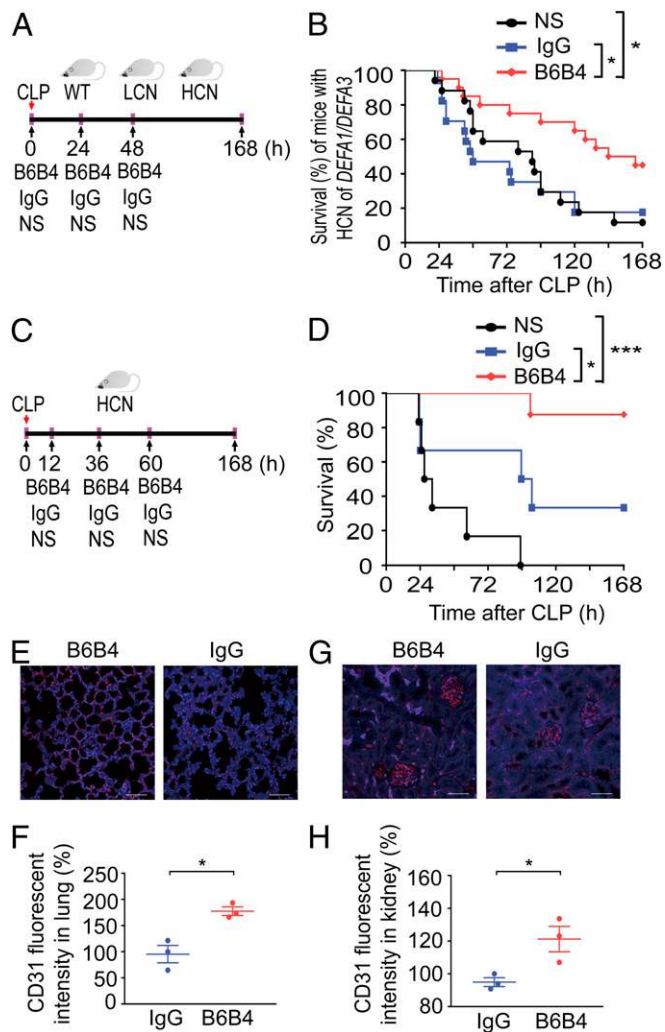 A
CLP WT LCN HCN
0 24 48 168 (h)
B6B4 B6B4 B6B4
IgG IgG IgG
NS NS NS
B
NS
IgG
B6B4
*
*
Survival (%) of mice with
HCN of DEFA1/DEFA3
100
80
60
40
20
0
0 24 72 120 168
Time after CLP (h)
C
CLP HCN
0 12 36 60 168 (h)
B6B4 B6B4 B6B4
IgG IgG IgG
NS NS NS
D
NS
IgG
B6B4
*
***
Survival (%)
100
80
60
40
20
0
0 24 72 120 168
Time after CLP (h)
E
B6B4 IgG
G
B6B4 IgG
F
CD31 fluorescent
intensity in lung (%)
250
200
150
100
50
0
*
IgG B6B4
H
CD31 fluorescent
intensity in kidney (%)
140
120
100
80
*
IgG B6B4